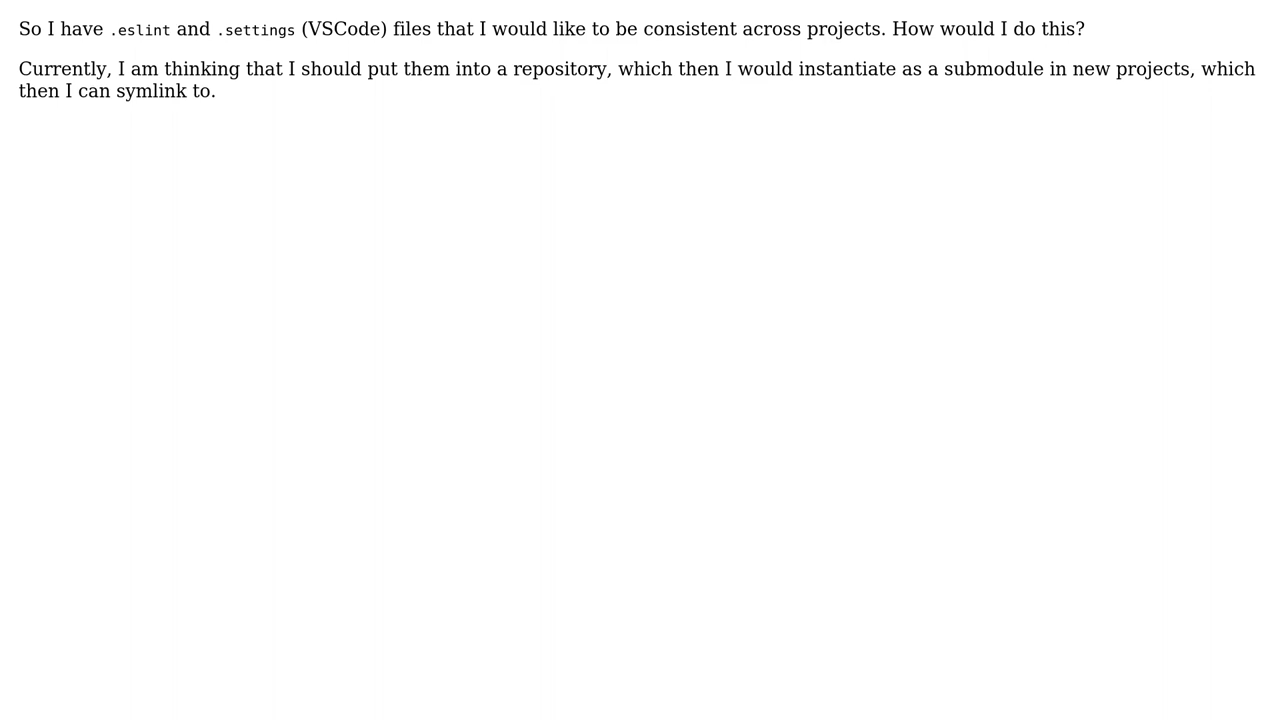 So I have .eslint and .settings (VSCode) files that I would like to be consistent across projects. How would I do this?
Currently, I am thinking that I should put them into a repository, which then I would instantiate as a submodule in new projects, which
then I can symlink to.